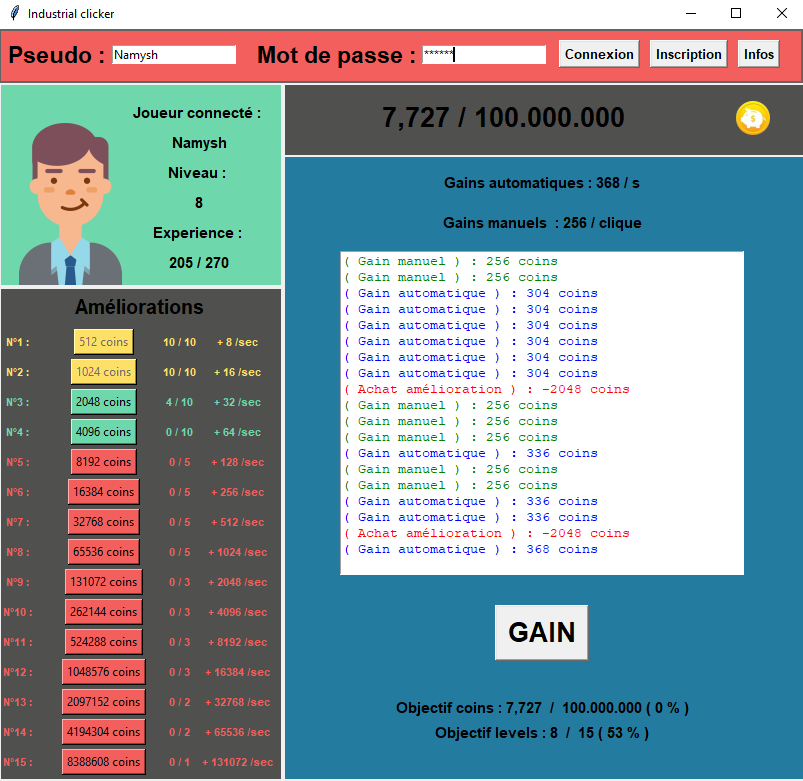 Industrial clicker
Pseudo : Namysh Mot de passe : ****** Connexion Inscription Infos
Joueur connecté :
Namysh
Niveau :
8
Experience :
205 / 270
7,727 / 100.000.000
Améliorations
N°1 : 512 coins 10 / 10 + 8 /sec
N°2 : 1024 coins 10 / 10 + 16 /sec
N°3 : 2048 coins 4 / 10 + 32 /sec
N°4 : 4096 coins 0 / 10 + 64 /sec
N°5 : 8192 coins 0 / 5 + 128 /sec
N°6 : 16384 coins 0 / 5 + 256 /sec
N°7 : 32768 coins 0 / 5 + 512 /sec
N°8 : 65536 coins 0 / 5 + 1024 /sec
N°9 : 131072 coins 0 / 3 + 2048 /sec
N°10 : 262144 coins 0 / 3 + 4096 /sec
N°11 : 524288 coins 0 / 3 + 8192 /sec
N°12 : 1048576 coins 0 / 3 + 16384 /sec
N°13 : 2097152 coins 0 / 2 + 32768 /sec
N°14 : 4194304 coins 0 / 2 + 65536 /sec
N°15 : 8388608 coins 0 / 1 + 131072 /sec
Gains automatiques : 368 / s
Gains manuels : 256 / clique
( Gain manuel ) : 256 coins
( Gain manuel ) : 256 coins
( Gain automatique ) : 304 coins
( Gain automatique ) : 304 coins
( Gain automatique ) : 304 coins
( Gain automatique ) : 304 coins
( Gain automatique ) : 304 coins
( Gain automatique ) : 304 coins
( Achat amélioration ) : -2048 coins
( Gain manuel ) : 256 coins
( Gain manuel ) : 256 coins
( Gain manuel ) : 256 coins
( Gain automatique ) : 336 coins
( Gain manuel ) : 256 coins
( Gain manuel ) : 256 coins
( Gain automatique ) : 336 coins
( Gain automatique ) : 336 coins
( Achat amélioration ) : -2048 coins
( Gain automatique ) : 368 coins
GAIN
Objectif coins : 7,727 / 100.000.000 ( 0 % )
Objectif levels : 8 / 15 ( 53 % )